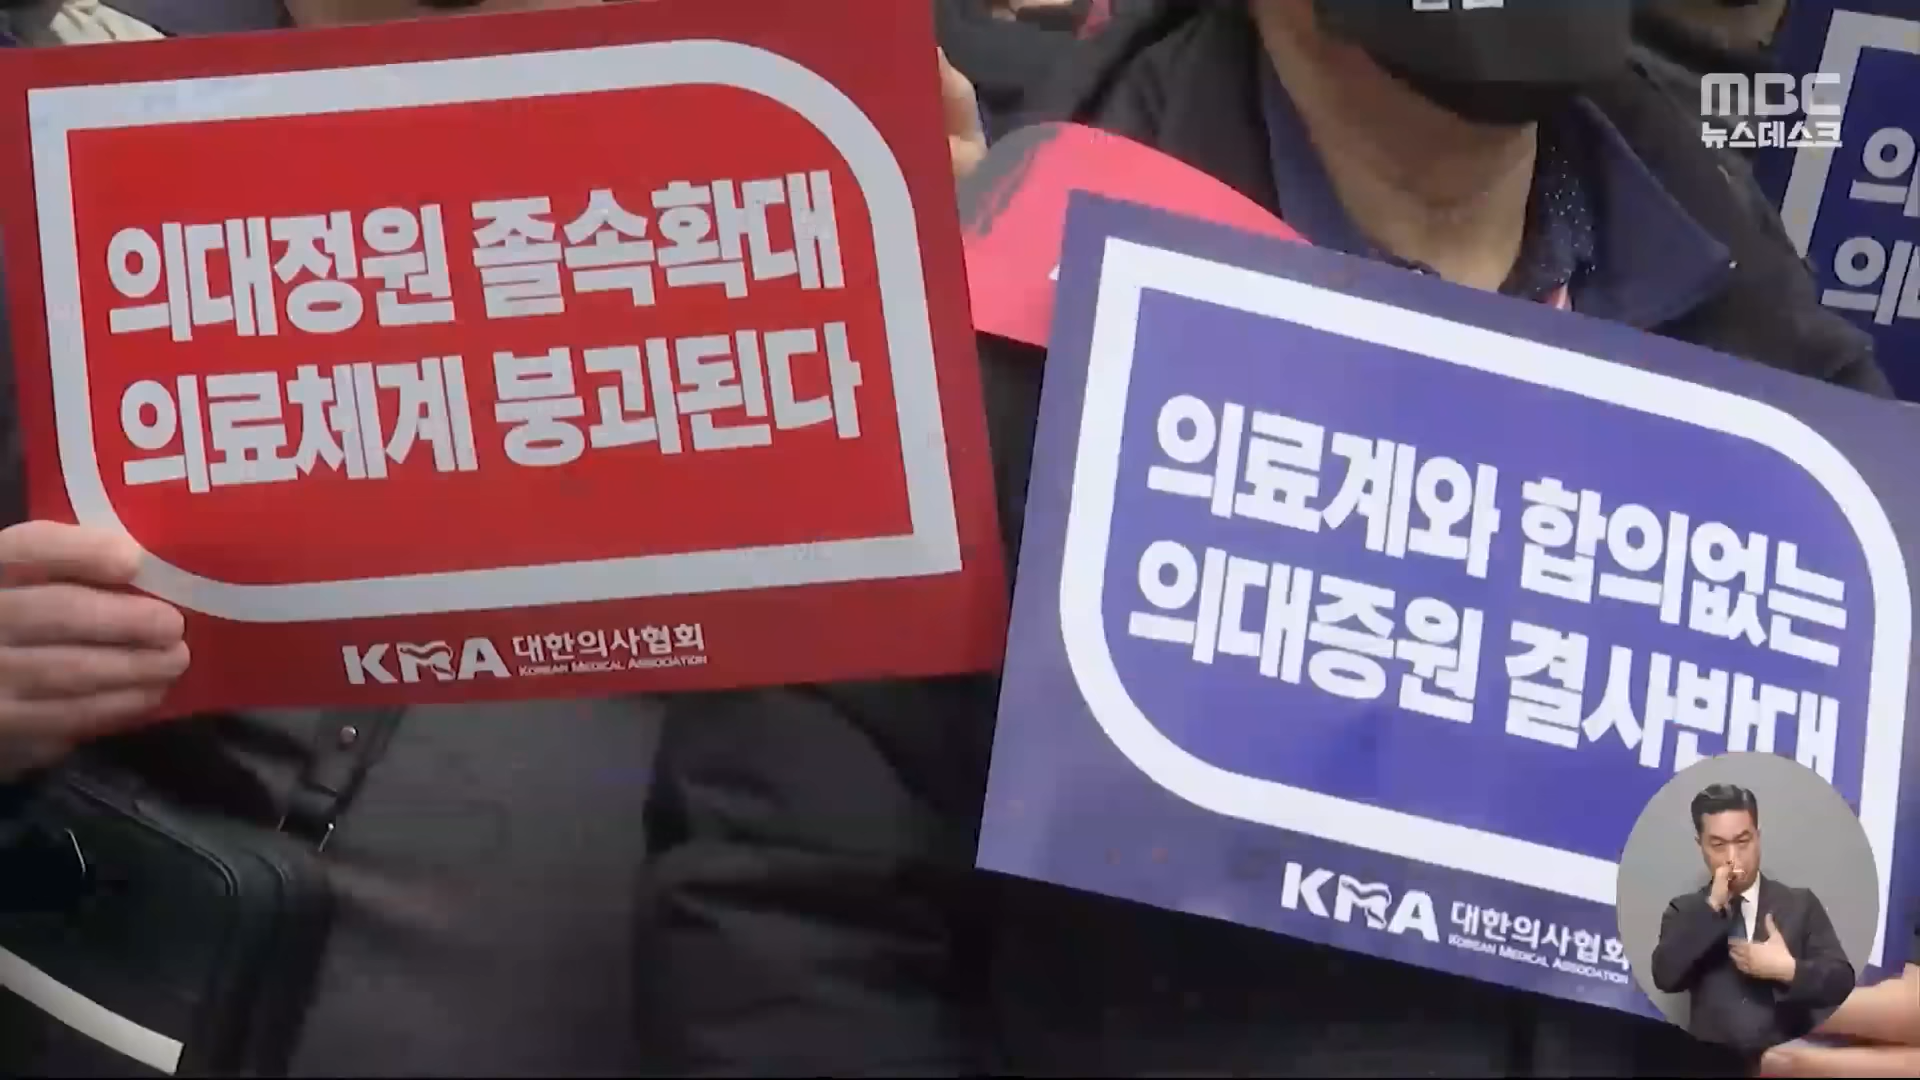 의대정원 졸속확대
의료체계 붕괴된다
KMA 대한의사협회
KOREAN MEDICAL ASSOCIATION
MBC
뉴스데스크
의료계와 합의없는
의대증원 결사반대
KMA 대한의사협회
KOREAN MEDICAL ASSOCIATION
의
의대